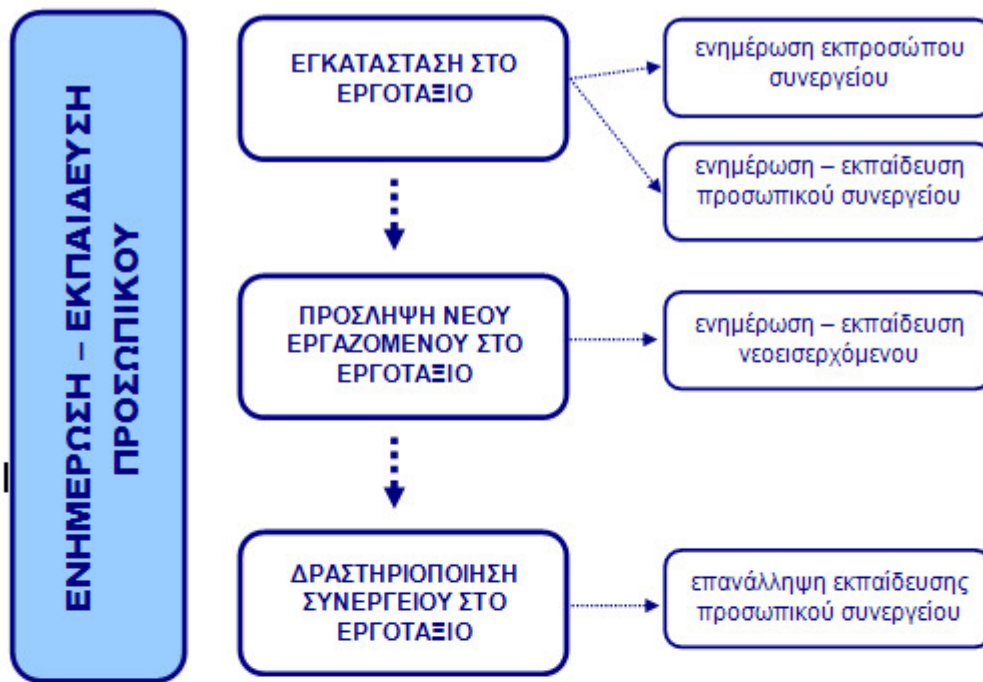 ΕΝΗΜΕΡΩΣΗ – ΕΚΠΑΙΔΕΥΣΗ
ΠΡΟΣΩΠΙΚΟΥ
ΕΓΚΑΤΑΣΤΑΣΗ ΣΤΟ
ΕΡΓΟΤΑΞΙΟ
ενημέρωση εκπροσώπου
συνεργείου
ενημέρωση – εκπαίδευση
προσωπικού συνεργείου
ΠΡΟΣΛΗΨΗ ΝΕΟΥ
ΕΡΓΑΖΟΜΕΝΟΥ ΣΤΟ
ΕΡΓΟΤΑΞΙΟ
ενημέρωση – εκπαίδευση
νεοεισερχόμενου
ΔΡΑΣΤΗΡΙΟΠΟΙΗΣΗ
ΣΥΝΕΡΓΕΙΟΥ ΣΤΟ
ΕΡΓΟΤΑΞΙΟ
επανάλληψη εκπαίδευσης
προσωπικού συνεργείου